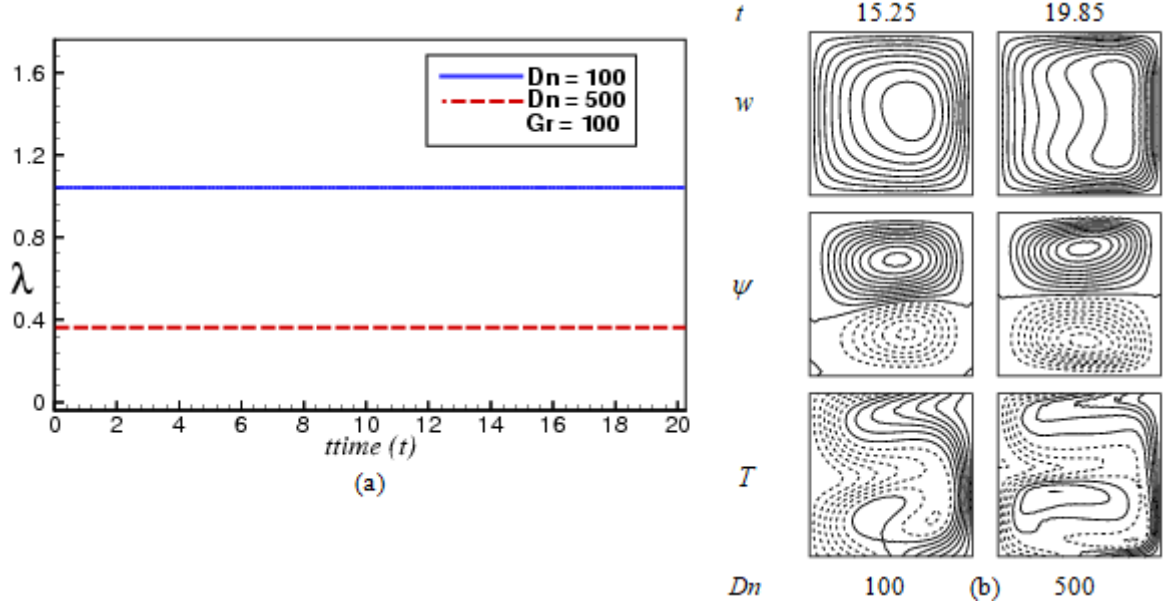 1.6
1.2
0.8
0.4
0
λ
Dn = 100
Dn = 500
Gr = 100
0 2 4 6 8 10 12 14 16 18 20
ttime (t)
(a)
t 15.25 19.85
w
ψ
T
Dn 100 (b) 500